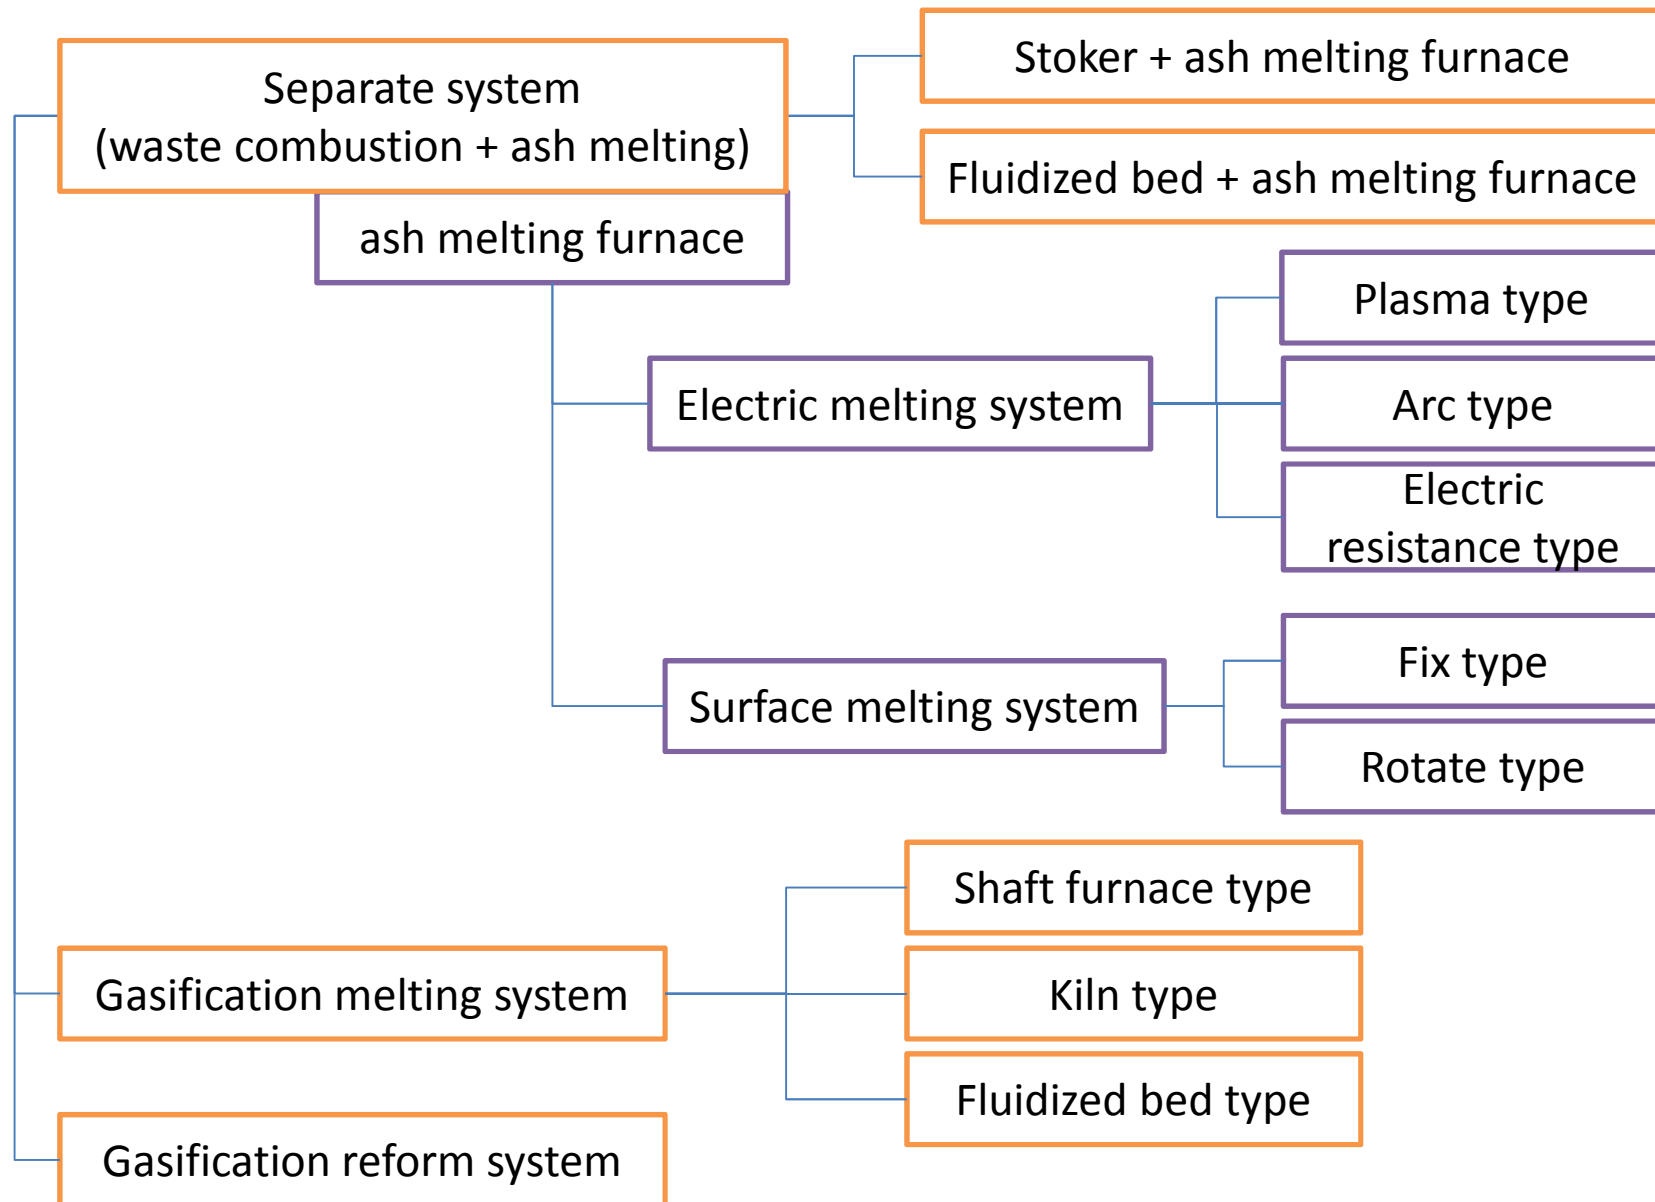 Separate system
(waste combustion + ash melting)
Stoker + ash melting furnace
Fluidized bed + ash melting furnace
ash melting furnace
Electric melting system
Plasma type
Arc type
Electric
resistance type
Surface melting system
Fix type
Rotate type
Gasification melting system
Shaft furnace type
Kiln type
Fluidized bed type
Gasification reform system